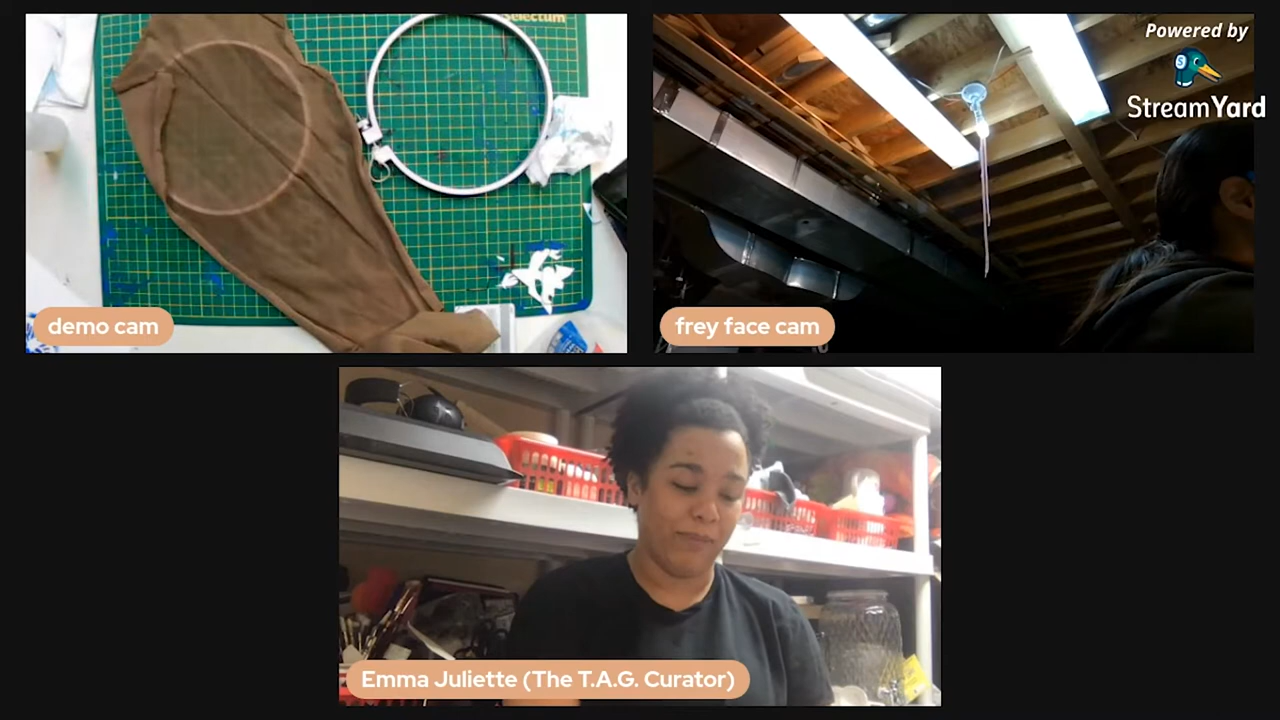 Selectum
Powered by
StreamYard
demo cam
frey face cam
Emma Juliette (The T.A.G. Curator)